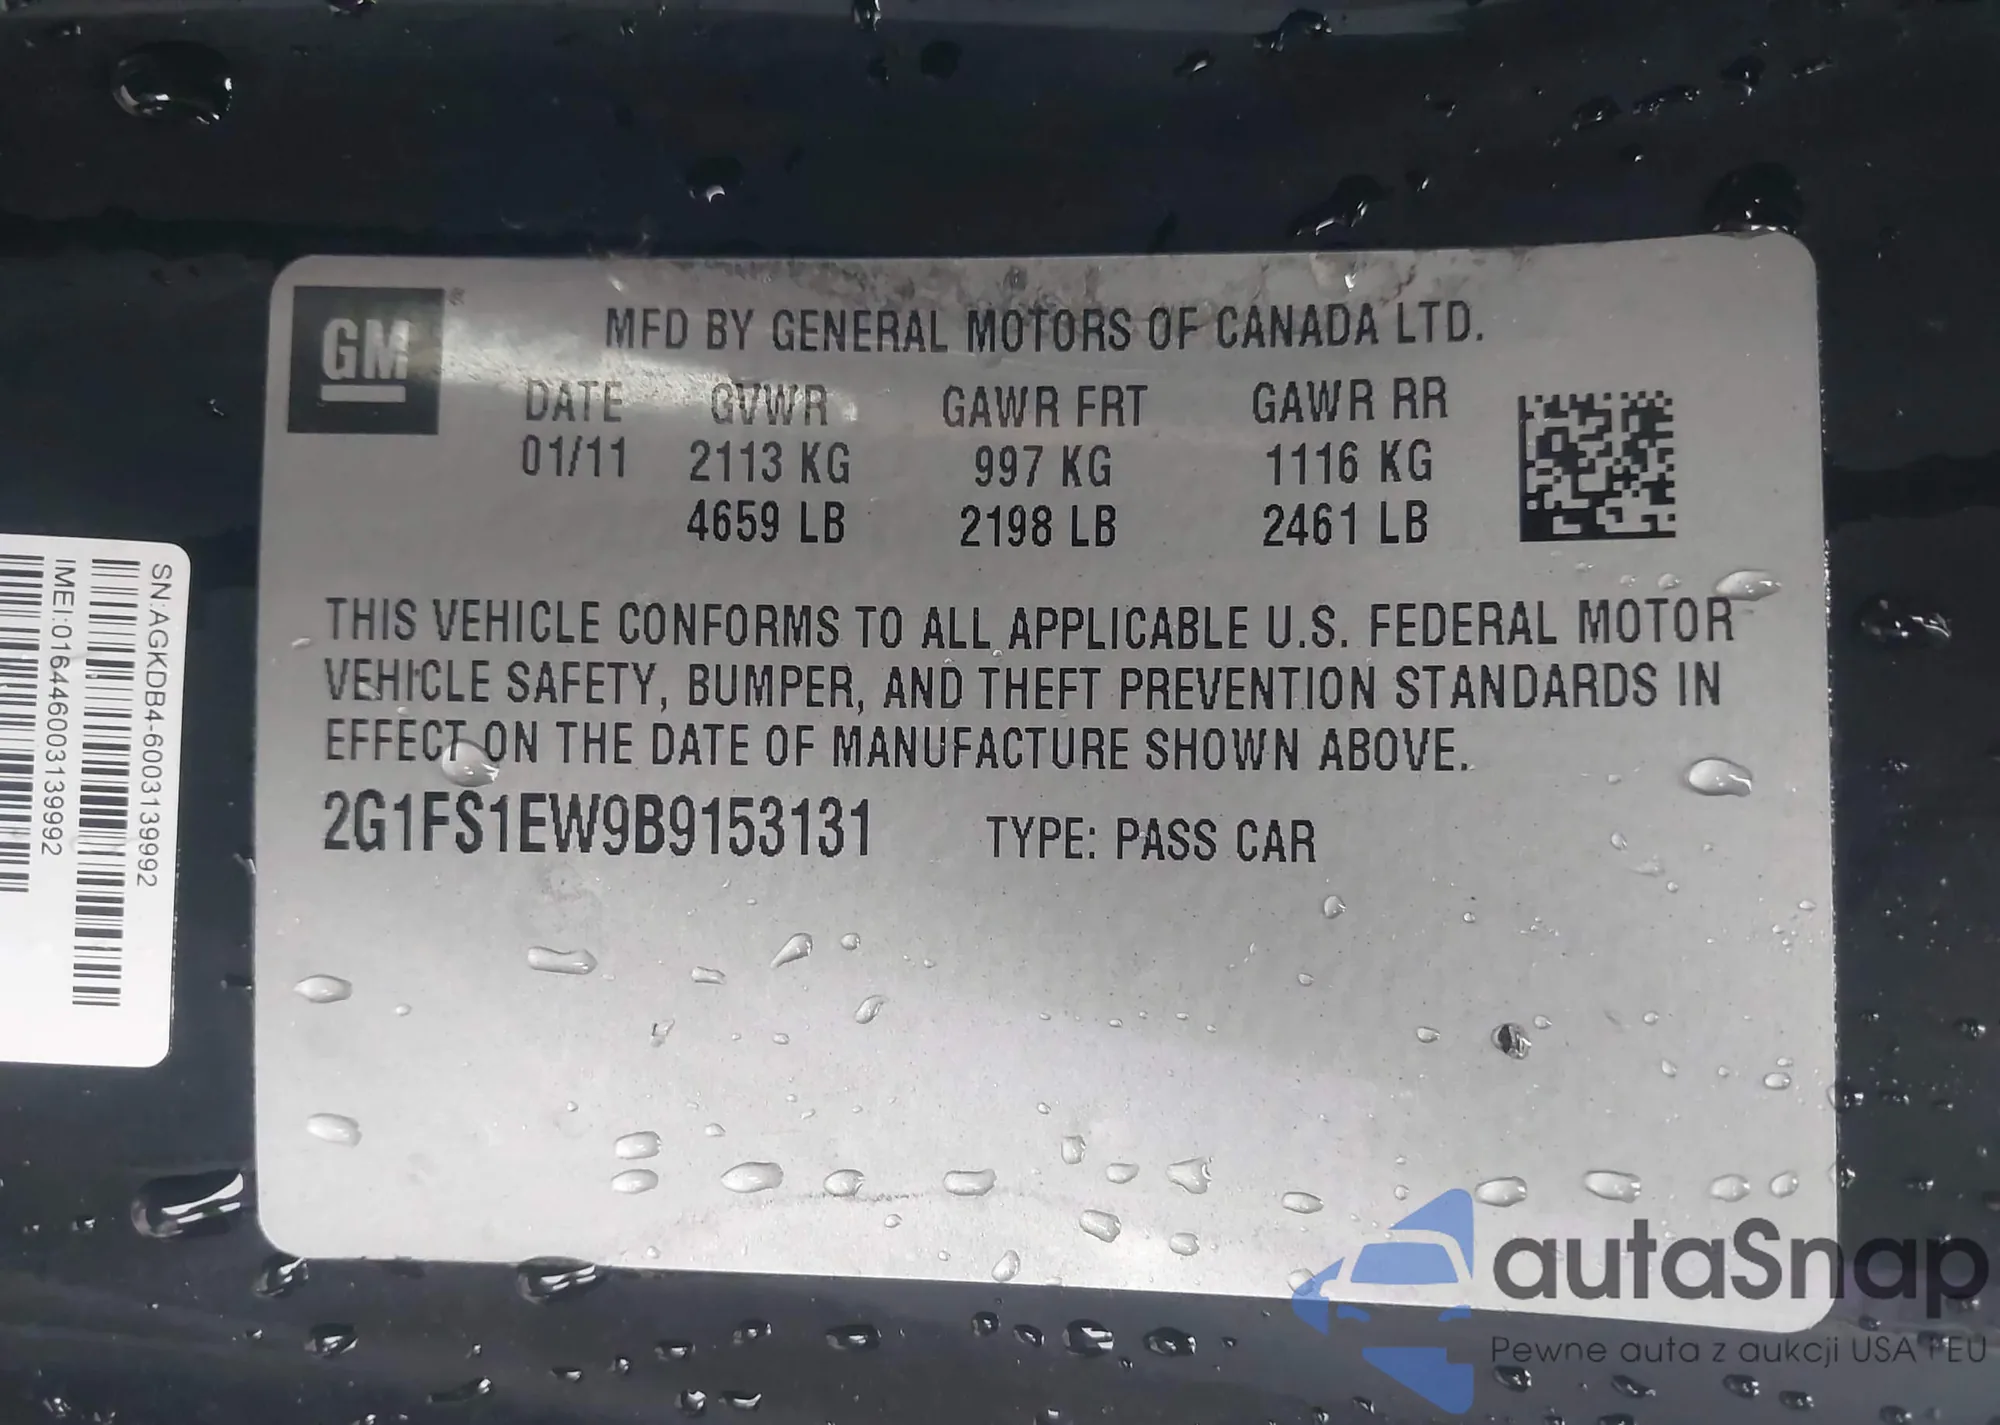 GM
MFD BY GENERAL MOTORS OF CANADA LTD.
DATE GVWR GAWR FRT GAWR RR
01/11 2113 KG 997 KG 1116 KG
4659 LB 2198 LB 2461 LB
THIS VEHICLE CONFORMS TO ALL APPLICABLE U.S. FEDERAL MOTOR
VEHICLE SAFETY, BUMPER, AND THEFT PREVENTION STANDARDS IN
EFFECT ON THE DATE OF MANUFACTURE SHOWN ABOVE.
2G1FS1EW9B9153131 TYPE: PASS CAR
SN:AGKDB4-6003139992
IMEI:016446003139992
autaSnap
Pewne auta z aukcji USA i EU